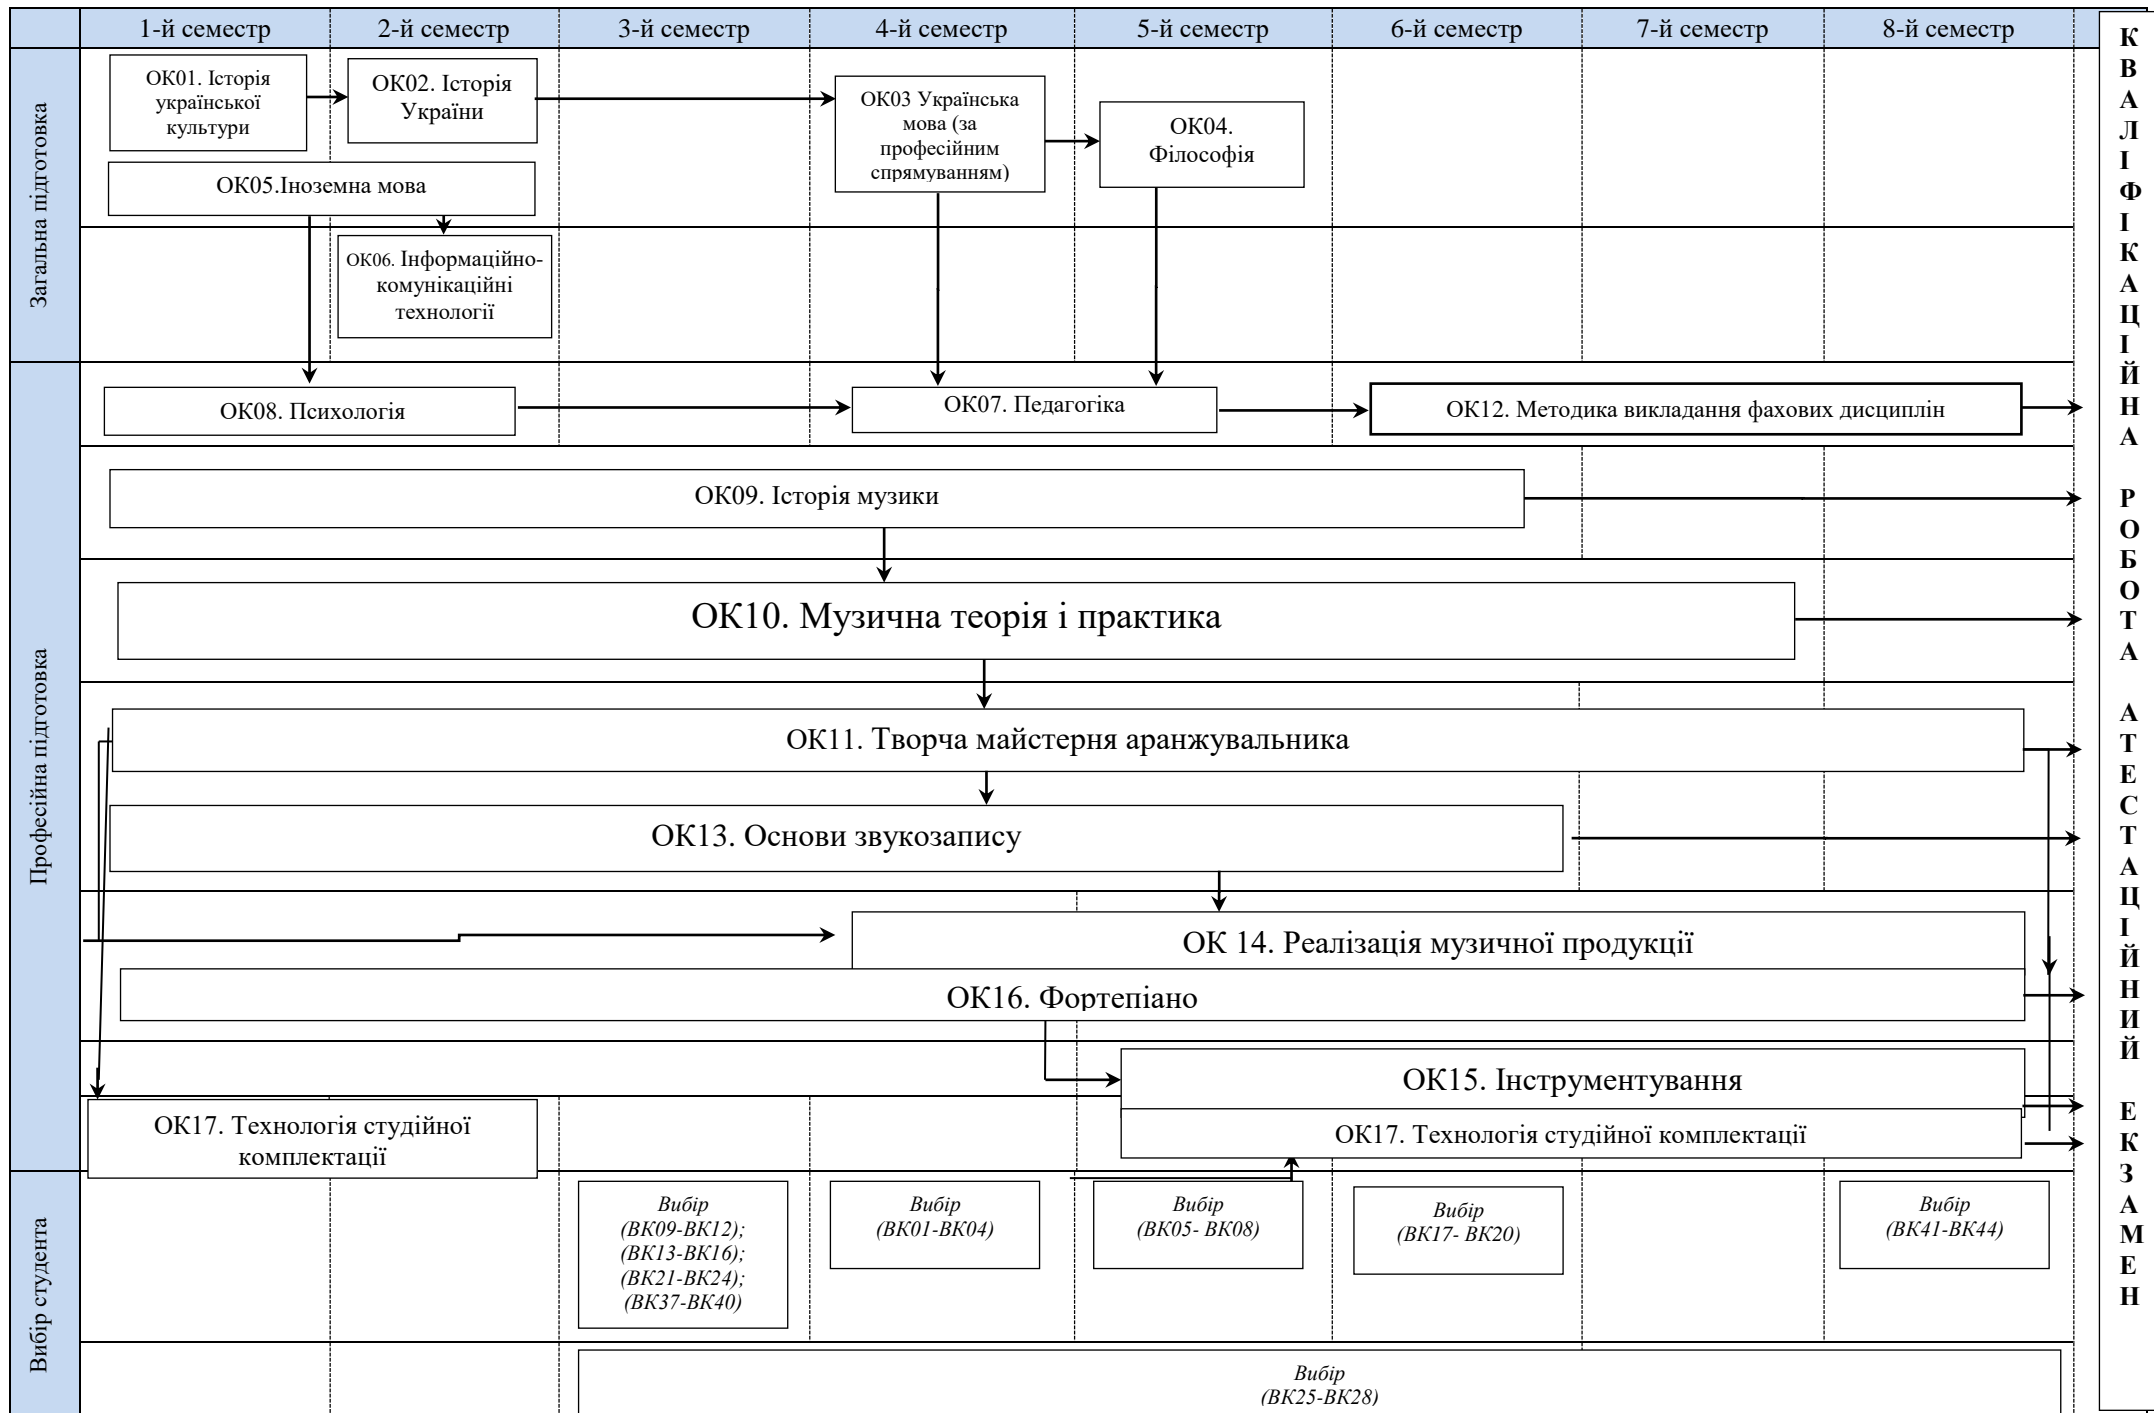 1-й семестр
2-й семестр
3-й семестр
4-й семестр
5-й семестр
6-й семестр
7-й семестр
8-й семестр
Загальна підготовка
ОК01. Історія
української
культури
ОК02. Історія
України
ОК03 Українська
мова (за
професійним
спрямуванням)
ОК04.
Філософія
ОК05.Іноземна мова
ОК06. Інформаційно-
комунікаційні
технології
Професійна підготовка
ОК08. Психологія
ОК07. Педагогіка
ОК12. Методика викладання фахових дисциплін
ОК09. Історія музики
ОК10. Музична теорія і практика
ОК11. Творча майстерня аранжувальника
ОК13. Основи звукозапису
ОК 14. Реалізація музичної продукції
ОК16. Фортепіано
ОК15. Інструментування
ОК17. Технологія студійної
комплектації
ОК17. Технологія студійної комплектації
Вибір студента
Вибір
(ВК09-ВК12);
(ВК13-ВК16);
(ВК21-ВК24);
(ВК37-ВК40)
Вибір
(ВК01-ВК04)
Вибір
(ВК05- ВК08)
Вибір
(ВК17- ВК20)
Вибір
(ВК41-ВК44)
Вибір
(ВК25-ВК28)
КВАЛІФІКАЦІЙНА РОБОТА АТЕСТАЦІЙНИЙ ЕКЗАМЕН